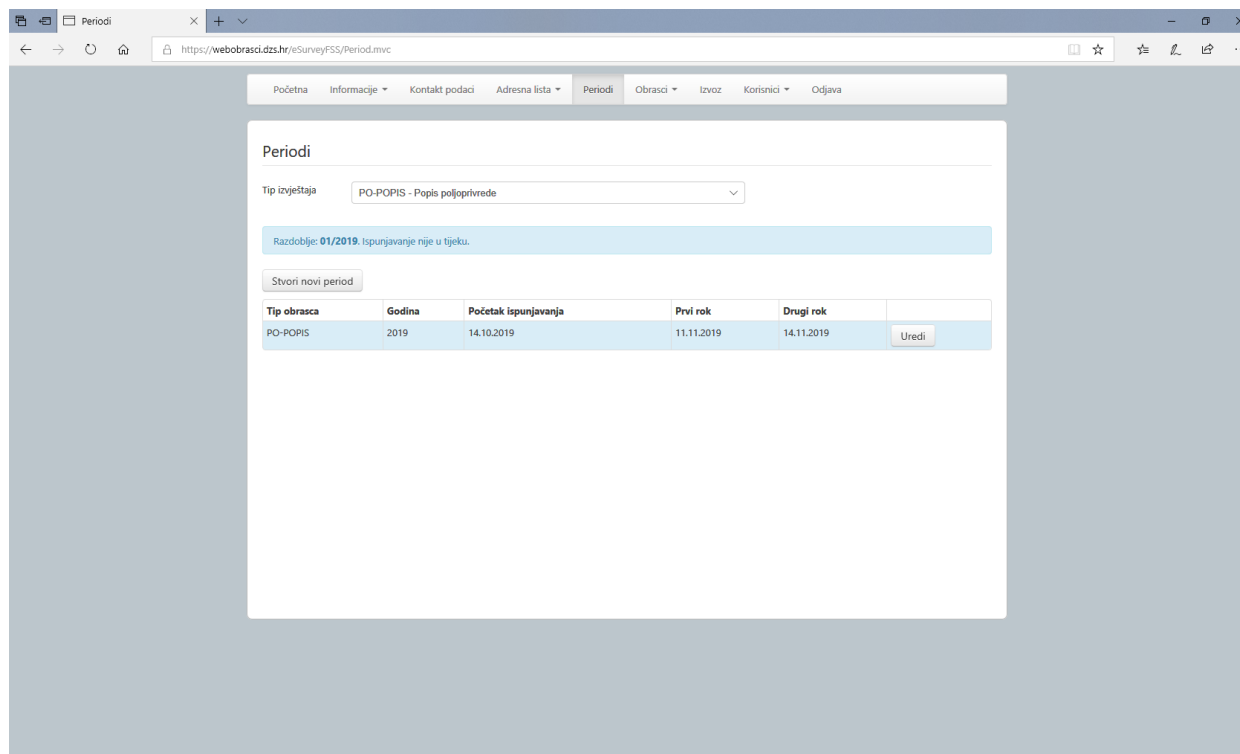 Periodi
https://webobrasci.dzs.hr/eSurveyFSS/Period.mvc
Početna Informacije Kontakt podaci Adresna lista Periodi Obrasci Izvoz Korisnici Odjava
Periodi
Tip izvještaja PO-POPIS - Popis poljoprivrede
Razdoblje: 01/2019. Ispunjavanje nije u tijeku.
Stvori novi period
Tip obrasca Godina Početak ispunjavanja Prvi rok Drugi rok
PO-POPIS 2019 14.10.2019 11.11.2019 14.11.2019 Uredi